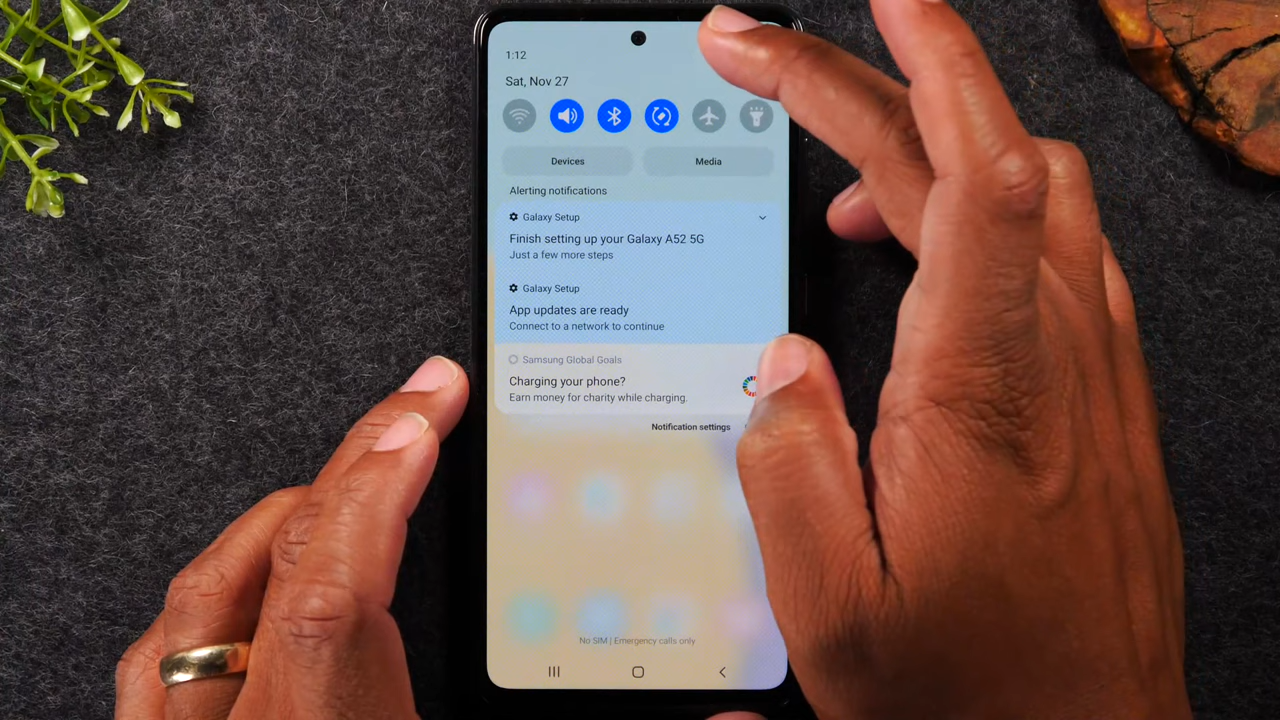 1:12
Sat, Nov 27
Devices
Media
Alerting notifications
Galaxy Setup
Finish setting up your Galaxy A52 5G
Just a few more steps
Galaxy Setup
App updates are ready
Connect to a network to continue
Samsung Global Goals
Charging your phone?
Earn money for charity while charging.
Notification settings
No SIM | Emergency calls only